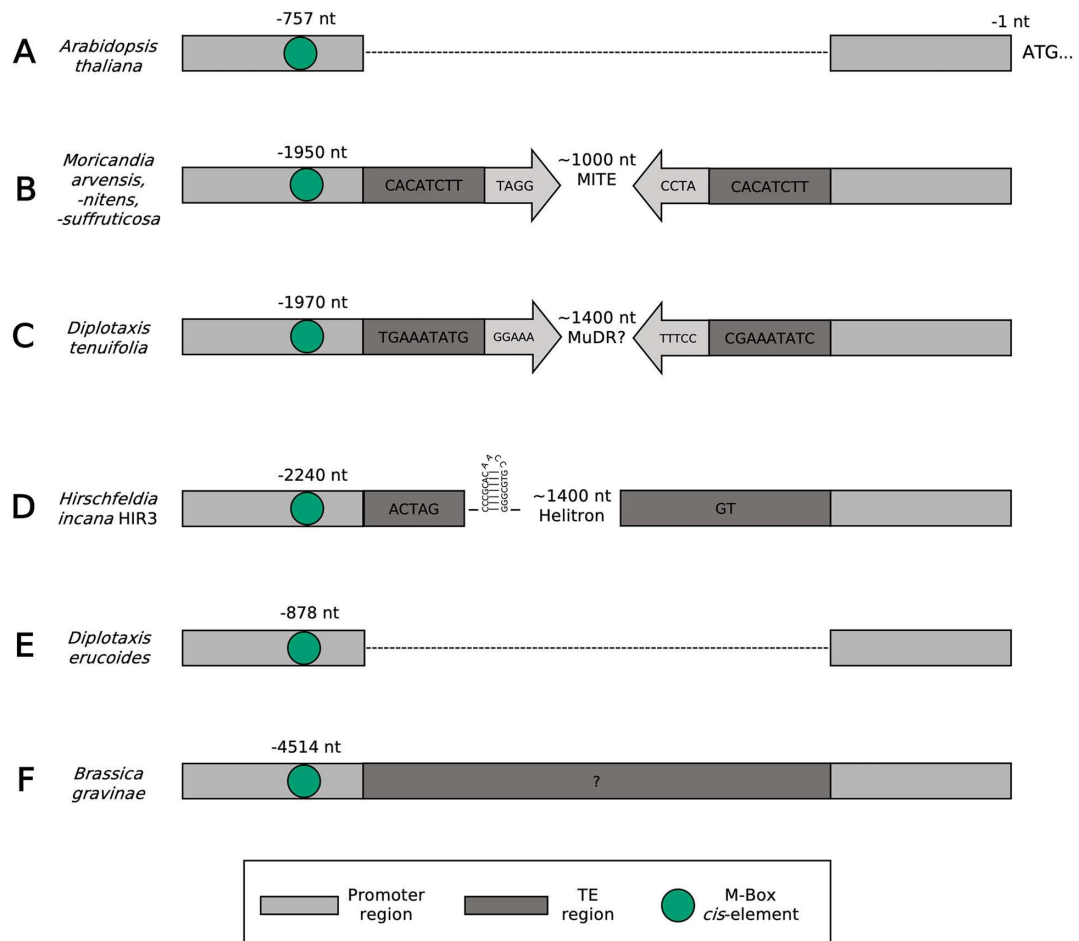 -757 nt
-1 nt
A
Arabidopsis
thaliana
ATG...
-1950 nt
B
Moricandia
arvensis,
-nitens,
-suffruticosa
CACATCTT
TAGG
~1000 nt
MITE
CCTA
CACATCTT
-1970 nt
C
Diplotaxis
tenuifolia
TGAAATATG
GGAAA
~1400 nt
MuDR?
TTTCC
CGAAATATC
-2240 nt
D
Hirschfeldia
incana HIR3
ACTAG
CCCGCAC
A
A
C
C
GGGCGTG
~1400 nt
Helitron
GT
-878 nt
E
Diplotaxis
erucoides
-4514 nt
F
Brassica
gravinae
?
Promoter
region
TE
region
M-Box
cis-element